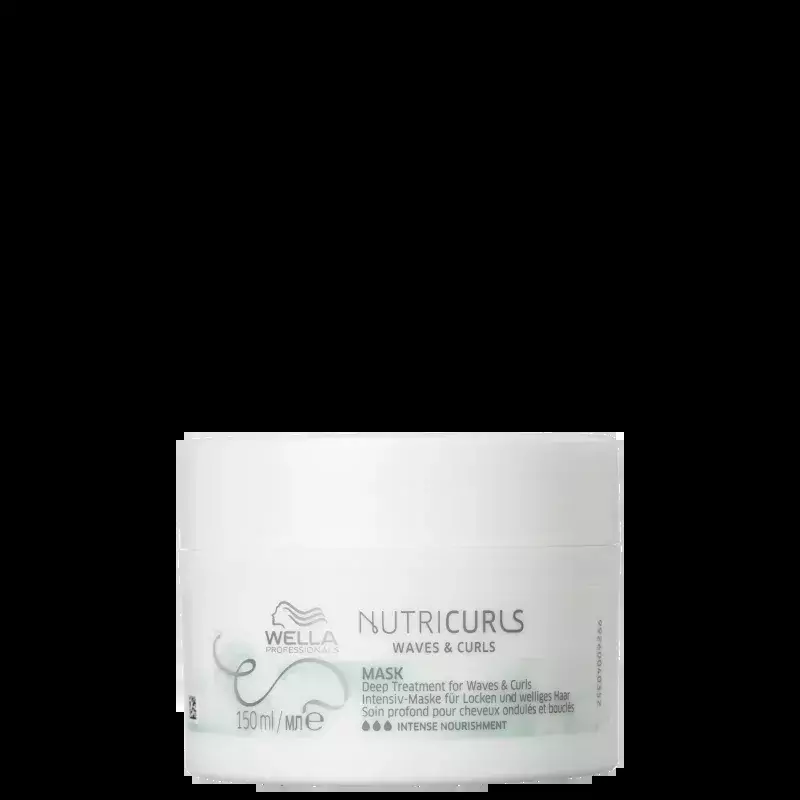 WELLA
PROFESSIONALS
NUTRICURLS
WAVES & CURLS
MASK
Deep Treatment for Waves & Curls
Intensiv-Maske für Locken und welliges Haar
Soin profond pour cheveux ondulés et bouclés
150 ml / мл e
INTENSE NOURISHMENT